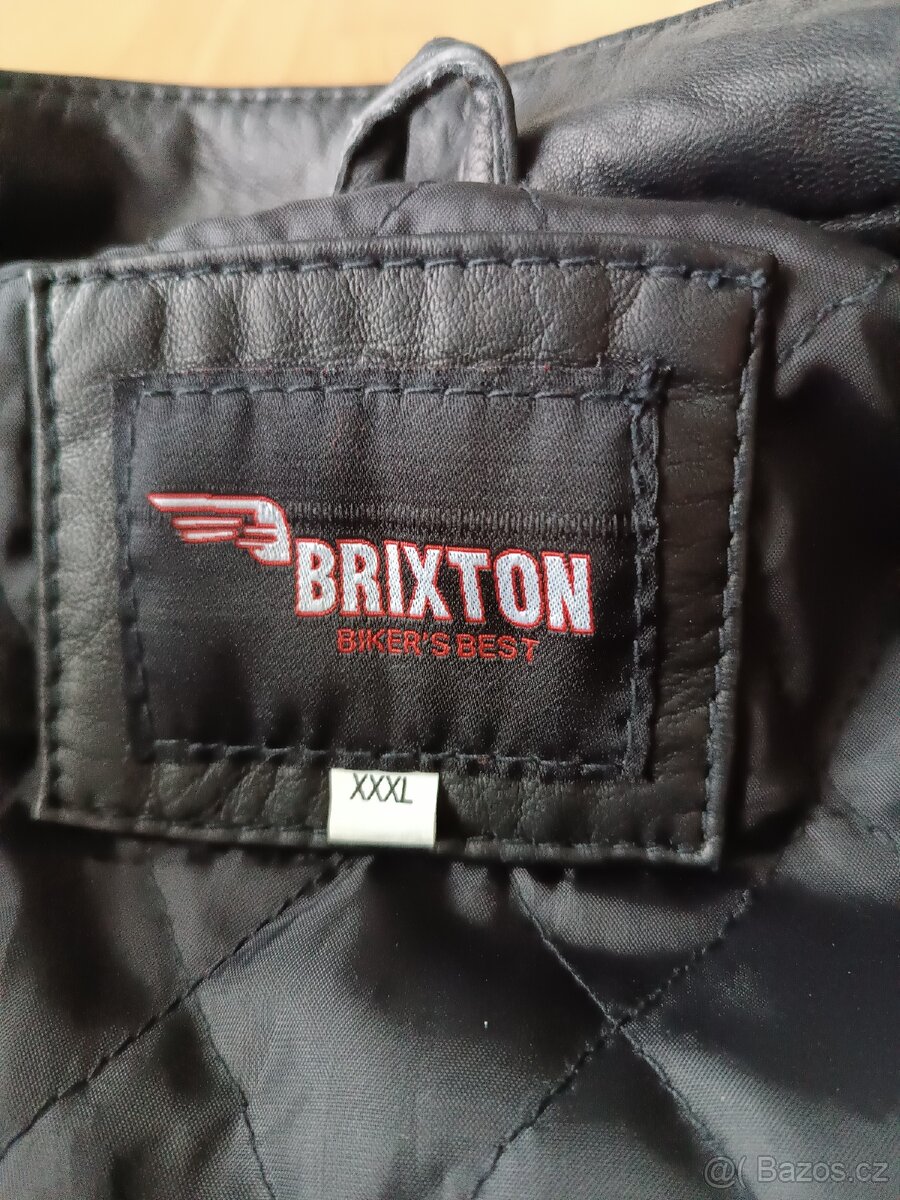 BRIXTON
BIKER'S BEST
XXXL
@( Bazos.cz